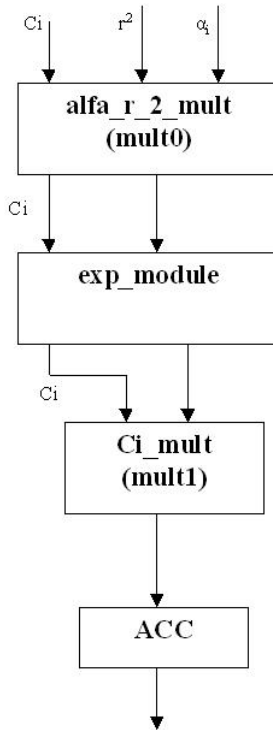 Ci r² αᵢ
alfa_r_2_mult
(mult0)
Ci
exp_module
Ci
Ci_mult
(mult1)
ACC